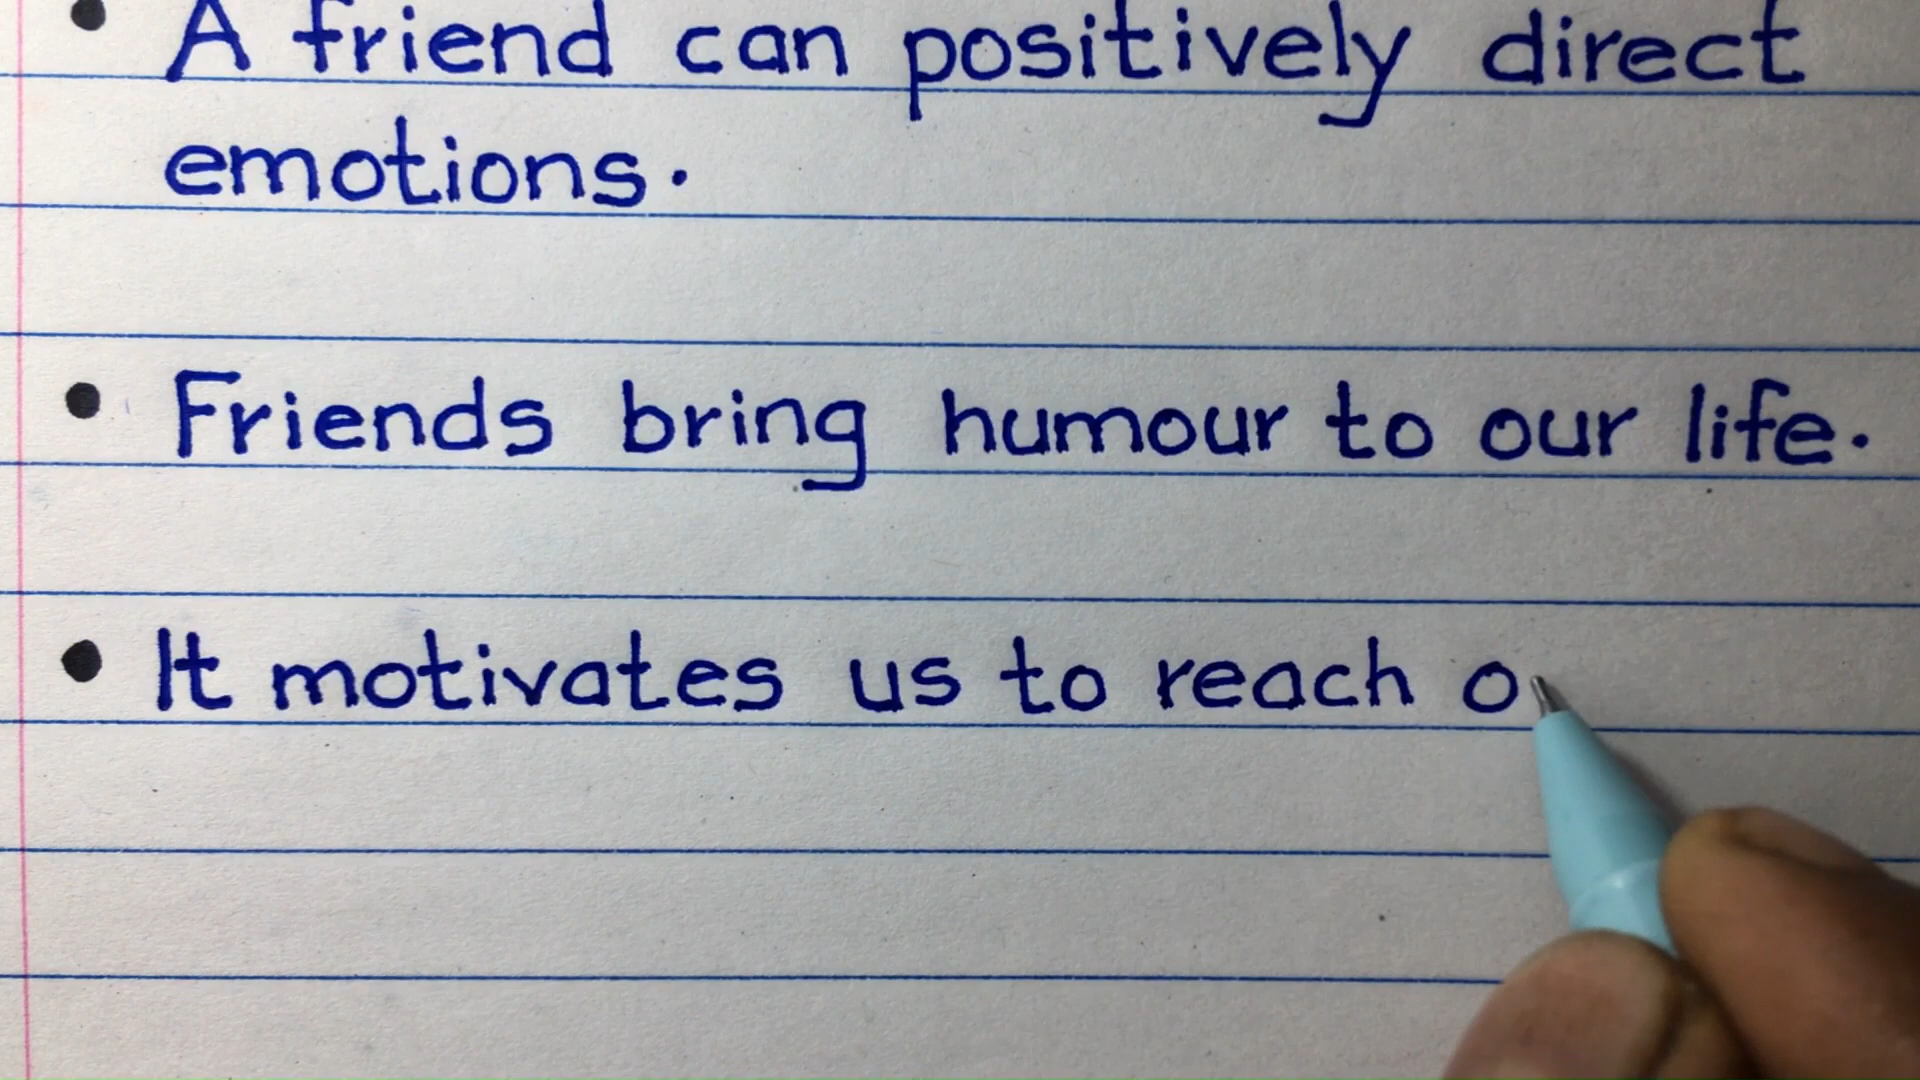 • A friend can positively direct
emotions.
• Friends bring humour to our life.
• It motivates us to reach o